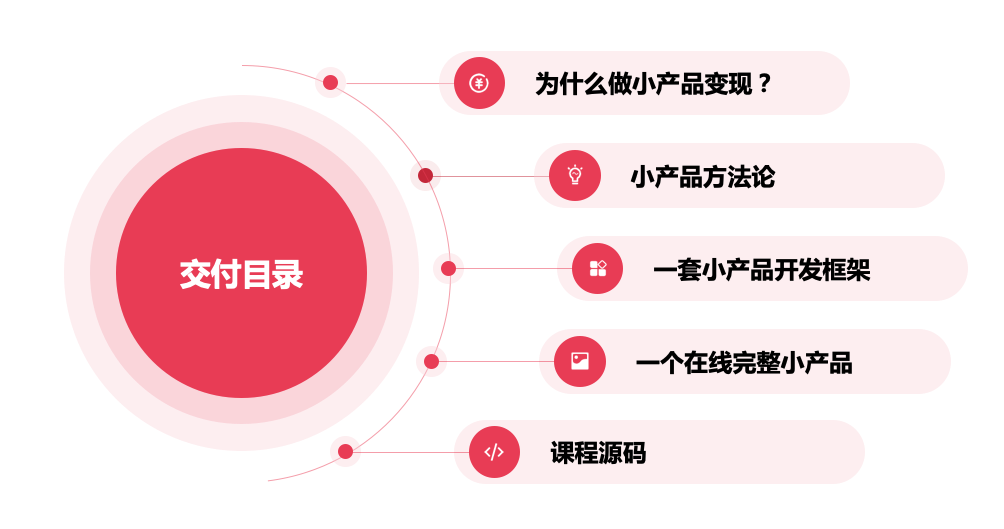 交付目录
为什么做小产品变现？
小产品方法论
一套小产品开发框架
一个在线完整小产品
课程源码